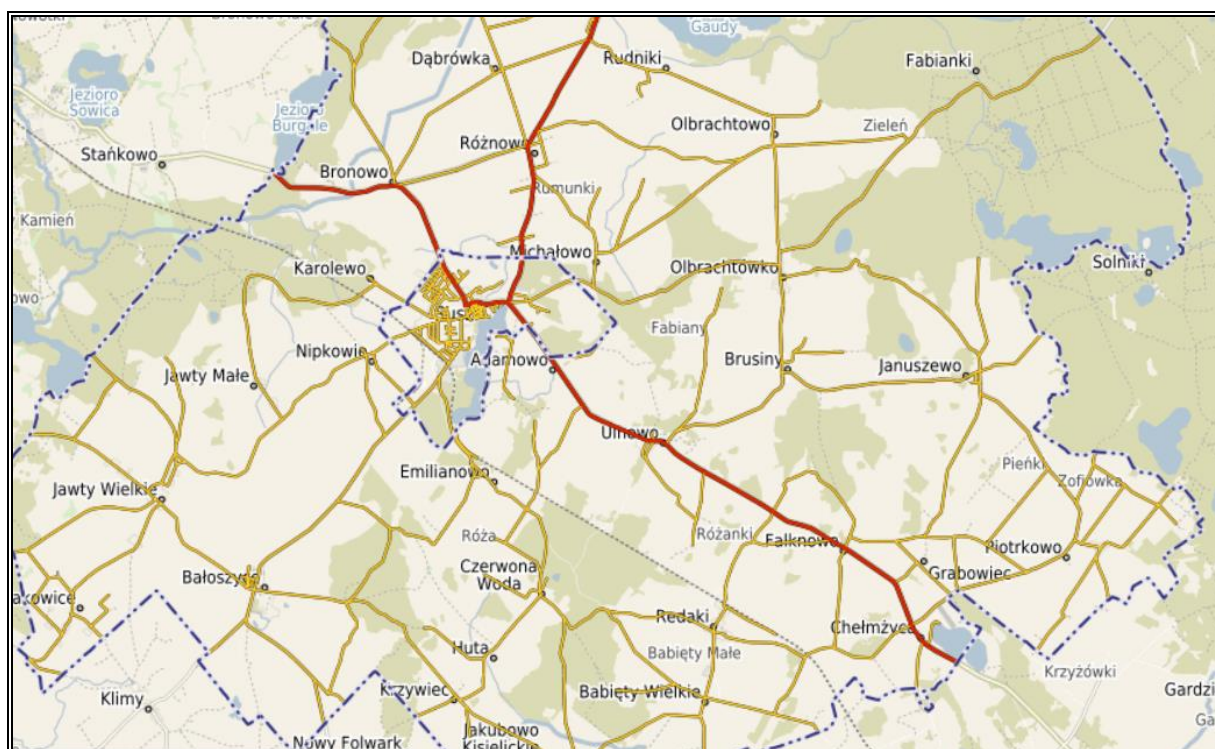 Gaudy
Dąbrówka
Rudniki
Fabianki
Jezioro
Sowica
Jezioro
Burgale
Olbrachtowo
Zieleń
Różnowo
Stańkowo
Bronowo
Rumunki
Kamień
Michałowo
Karolewo
Olbrachtówko
Solniki
Fabiany
Nipkowie
Adamowo
Brusiny
Januszewo
Jawty Małe
Ulnowo
Emilianowo
Pieńki
Zofiówka
Jawty Wielkie
Róża
Różanki
Fałknowo
Piotrkowo
Czerwona
Woda
Grabowiec
Bałoszyce
Redaki
Chełmżyca
Huta
Babięty Małe
Krzyżówki
Klimy
Krzywiec
Babięty Wielkie
Jakubowo
Kisielickie
Nowy Folwark